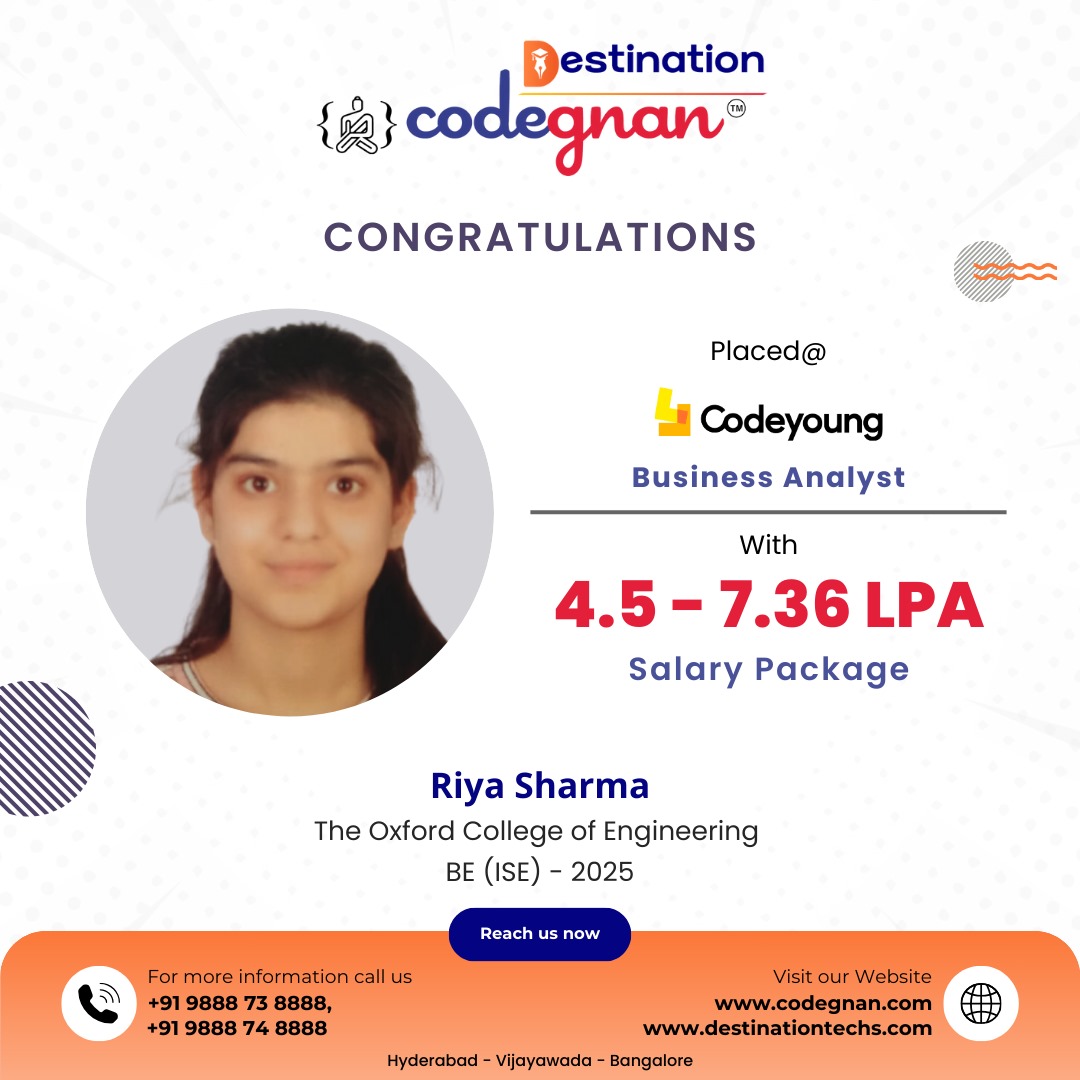 Destination
codegnan™
CONGRATULATIONS
Placed@
Codeyoung
Business Analyst
With
4.5 - 7.36 LPA
Salary Package
Riya Sharma
The Oxford College of Engineering
BE (ISE) - 2025
Reach us now
For more information call us
+91 9888 73 8888,
+91 9888 74 8888
Visit our Website
www.codegnan.com
www.destinationtechs.com
Hyderabad - Vijayawada - Bangalore